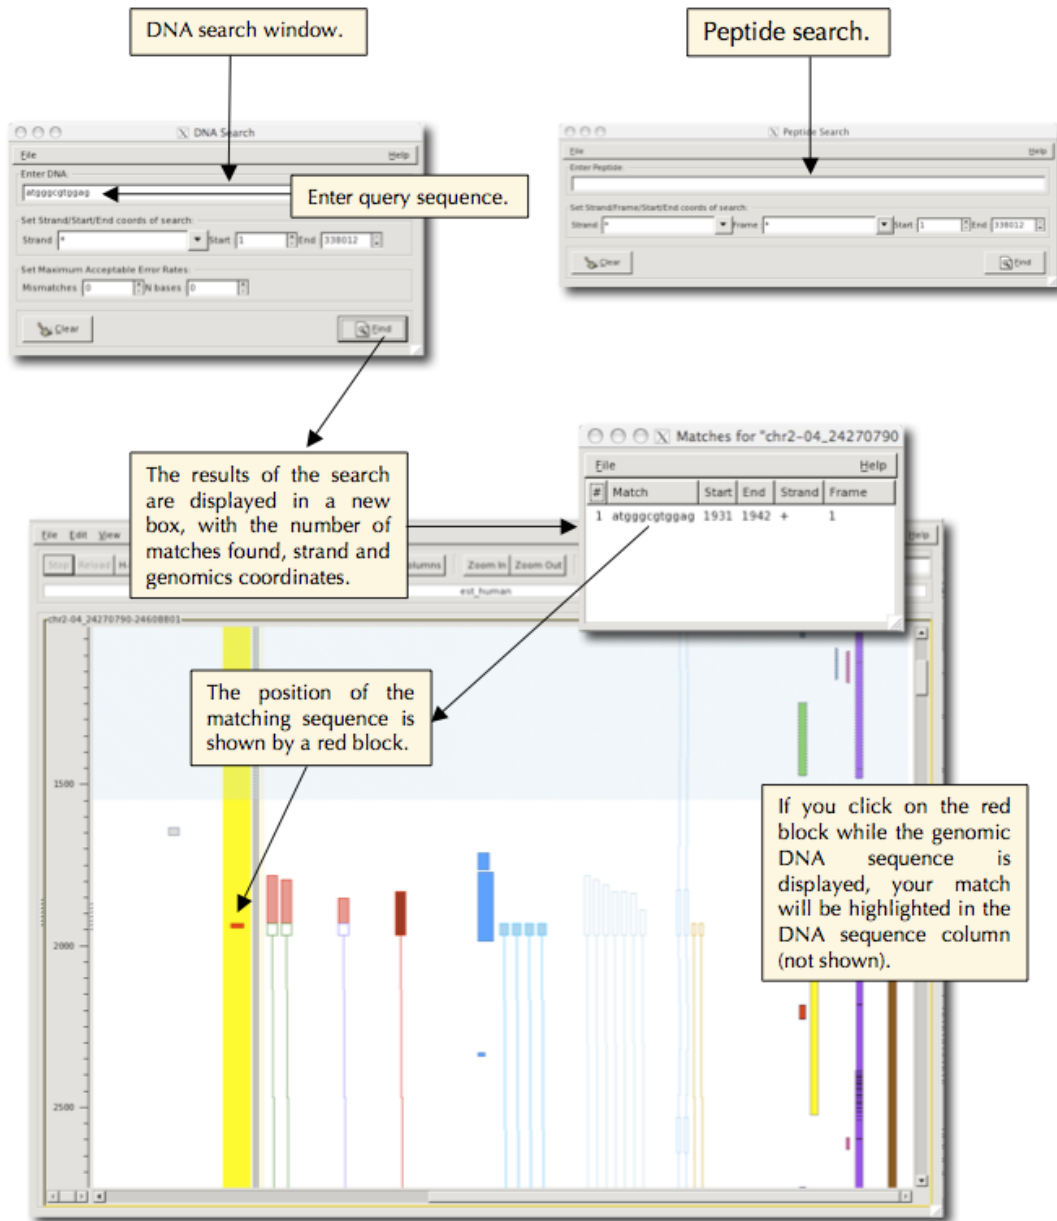 DNA search window.
Peptide search.
DNA Search
File Help
Enter DNA:
atgggcgtggag
Enter query sequence.
Set Strand/Start/End coords of search:
Strand * Start 1 End 338012
Set Maximum Acceptable Error Rates:
Mismatches 0 N bases 0
Clear Find
Peptide Search
File Help
Enter Peptide:
Set Strand/Frame/Start/End coords of search:
Strand * Frame * Start 1 End 338012
Clear Find
The results of the search
are displayed in a new
box, with the number of
matches found, strand and
genomics coordinates.
Matches for "chr2-04_24270790
File Help
# Match Start End Strand Frame
1 atgggcgtggag 1931 1942 + 1
File Edit View Help
Stop Reload Zoom In Zoom Out
est_human
chr2-04_24270790-24608801
The position of the
matching sequence is
shown by a red block.
1500
2000
2500
If you click on the red
block while the genomic
DNA sequence is
displayed, your match
will be highlighted in the
DNA sequence column
(not shown).